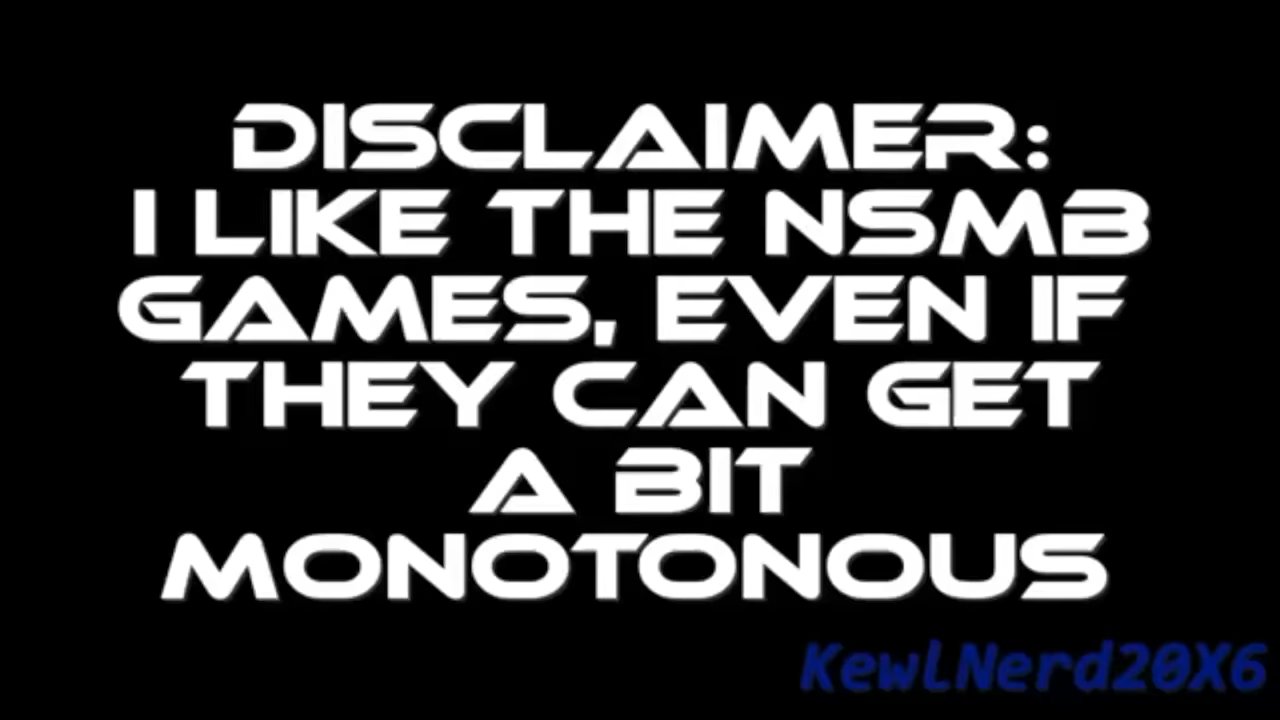 DISCLAIMER:
I LIKE THE NSMB
GAMES, EVEN IF
THEY CAN GET
A BIT
MONOTONOUS
KewlNerd20X6